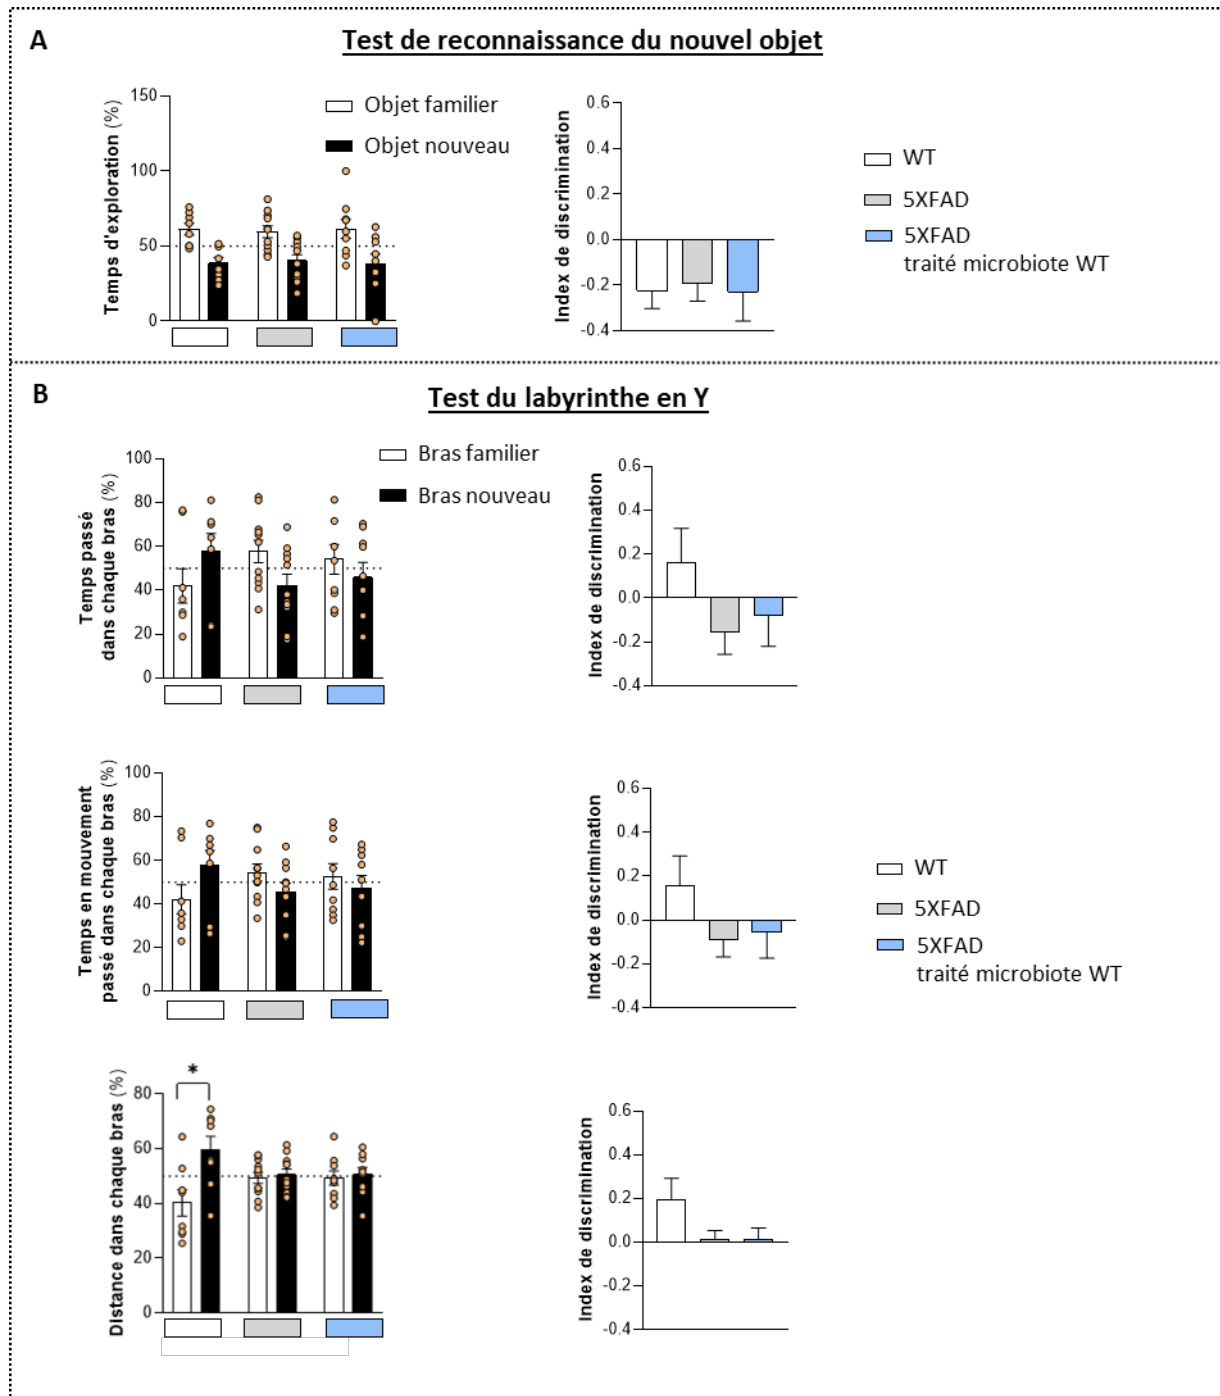 A
Test de reconnaissance du nouvel objet
Temps d'exploration (%)
150
100
50
0
Objet familier
Objet nouveau
Index de discrimination
0.6
0.4
0.2
0.0
-0.2
-0.4
WT
5XFAD
5XFAD
traité microbiote WT
B
Test du labyrinthe en Y
Temps passé
dans chaque bras (%)
100
80
60
40
20
0
Bras familier
Bras nouveau
Index de discrimination
0.6
0.4
0.2
0.0
-0.2
-0.4
Temps en mouvement
passé dans chaque bras (%)
100
80
60
40
20
0
Index de discrimination
0.6
0.4
0.2
0.0
-0.2
-0.4
WT
5XFAD
5XFAD
traité microbiote WT
Distance dans chaque bras (%)
80
60
40
20
0
*
Index de discrimination
0.6
0.4
0.2
0.0
-0.2
-0.4